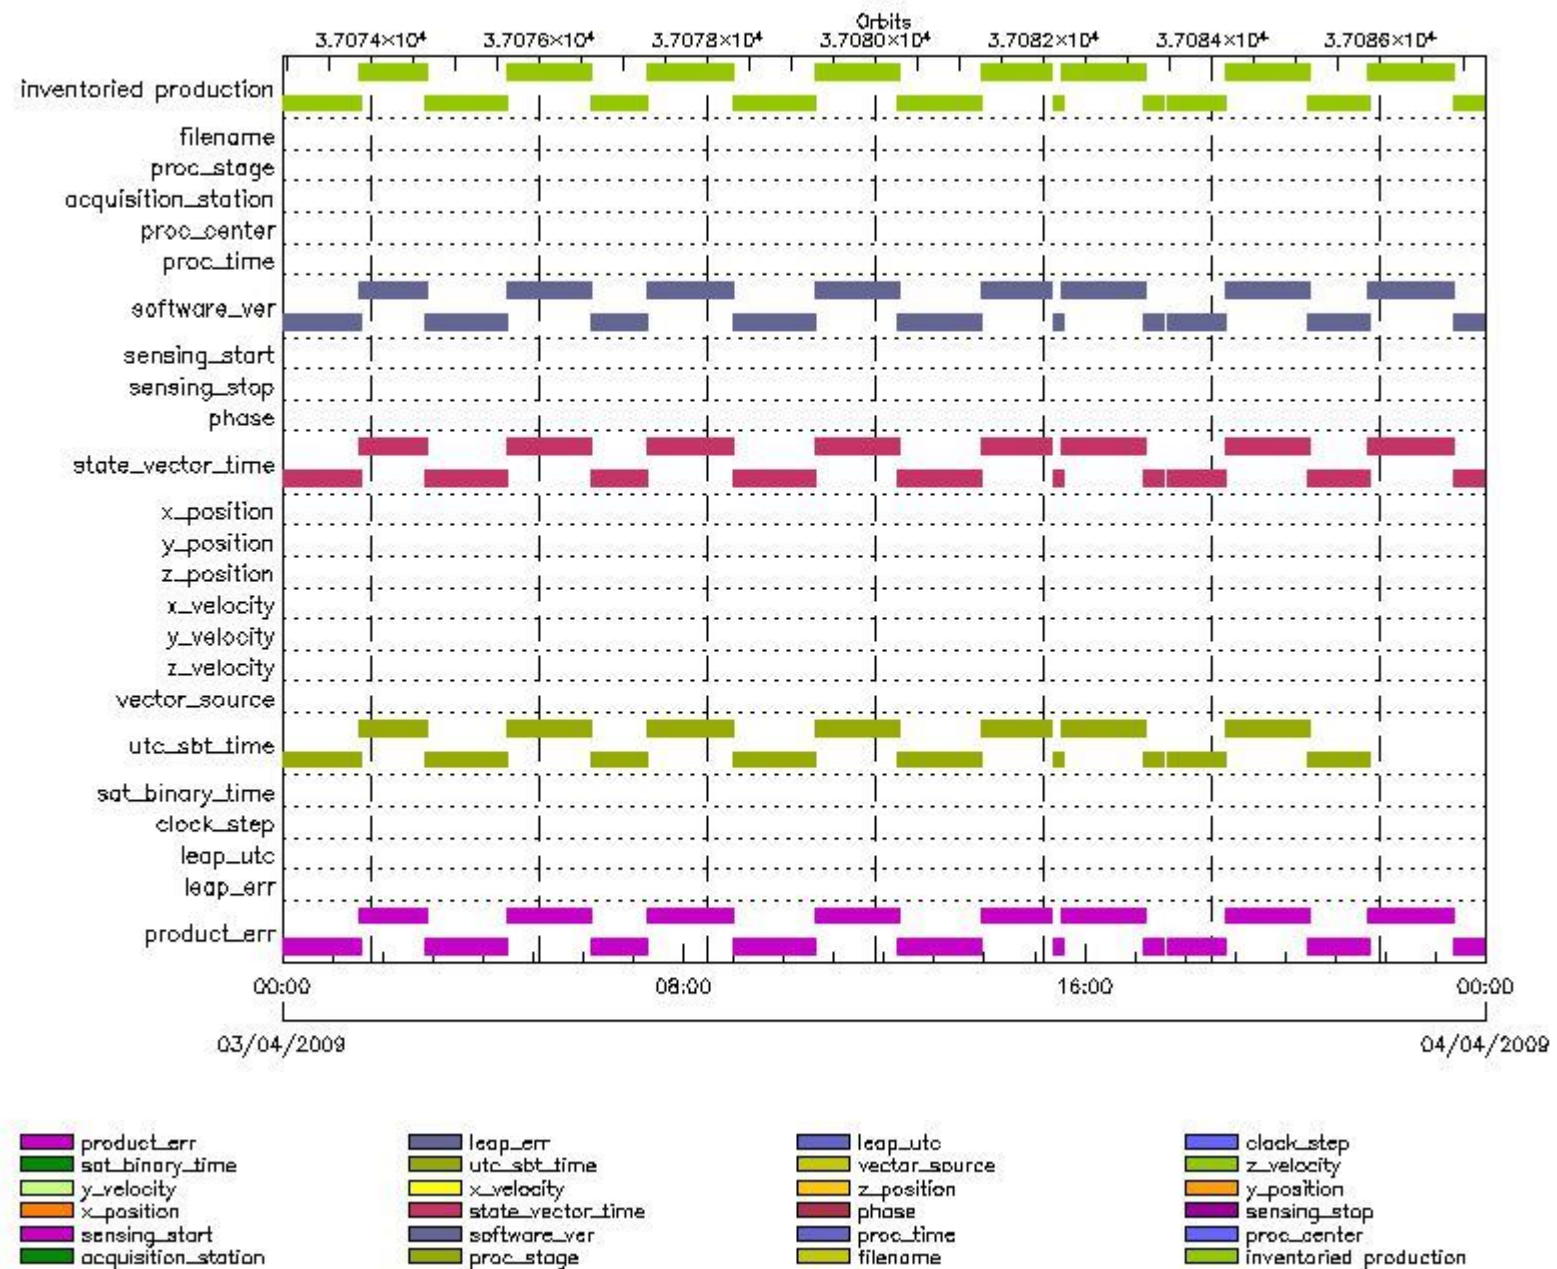 Orbits
3.7074×10⁴ 3.7076×10⁴ 3.7078×10⁴ 3.7080×10⁴ 3.7082×10⁴ 3.7084×10⁴ 3.7086×10⁴
inventoried production
filename
proc_stage
acquisition_station
proc_center
proc_time
software_ver
sensing_start
sensing_stop
phase
state_vector_time
x_position
y_position
z_position
x_velocity
y_velocity
z_velocity
vector_source
utc_sbt_time
sat_binary_time
clock_step
leap_utc
leap_err
product_err
00:00 08:00 16:00 00:00
03/04/2009 04/04/2009
product_err leap_err leap_utc clock_step
sat_binary_time utc_sbt_time vector_source z_velocity
y_velocity x_velocity z_position y_position
x_position state_vector_time phase sensing_stop
sensing_start software_ver proc_time proc_center
acquisition_station proc_stage filename inventoried production